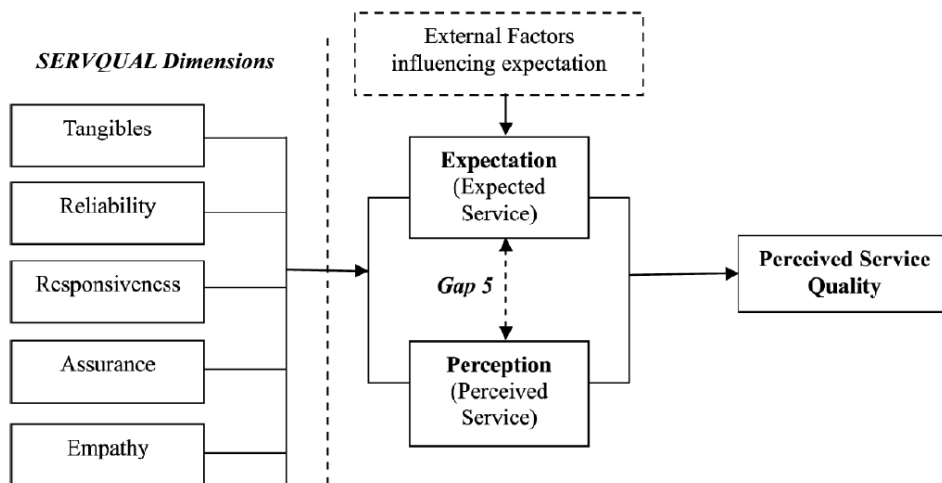 SERVQUAL Dimensions
Tangibles
Reliability
Responsiveness
Assurance
Empathy
External Factors
influencing expectation
Expectation
(Expected
Service)
Gap 5
Perception
(Perceived
Service)
Perceived Service
Quality